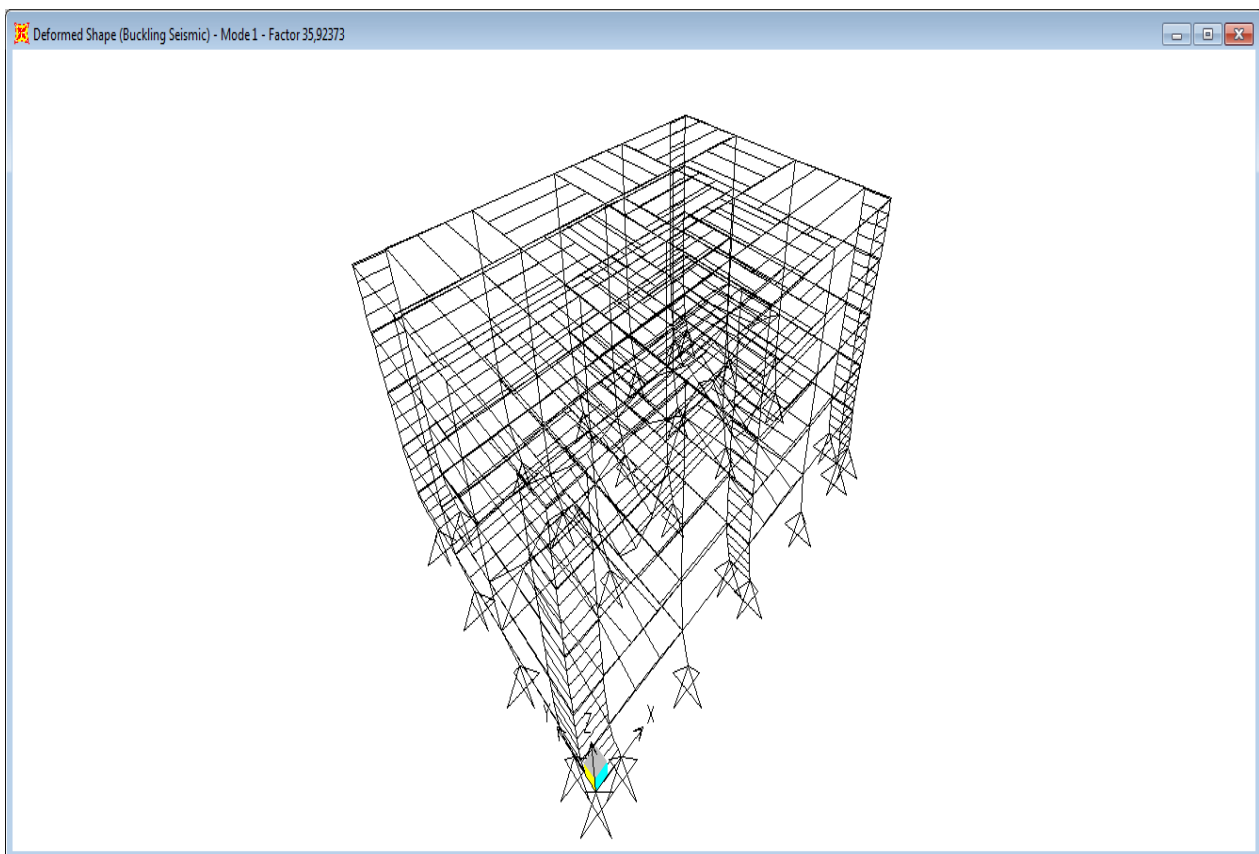 Deformed Shape (Buckling Seismic) - Mode 1 - Factor 35,92373
Y
Z
X